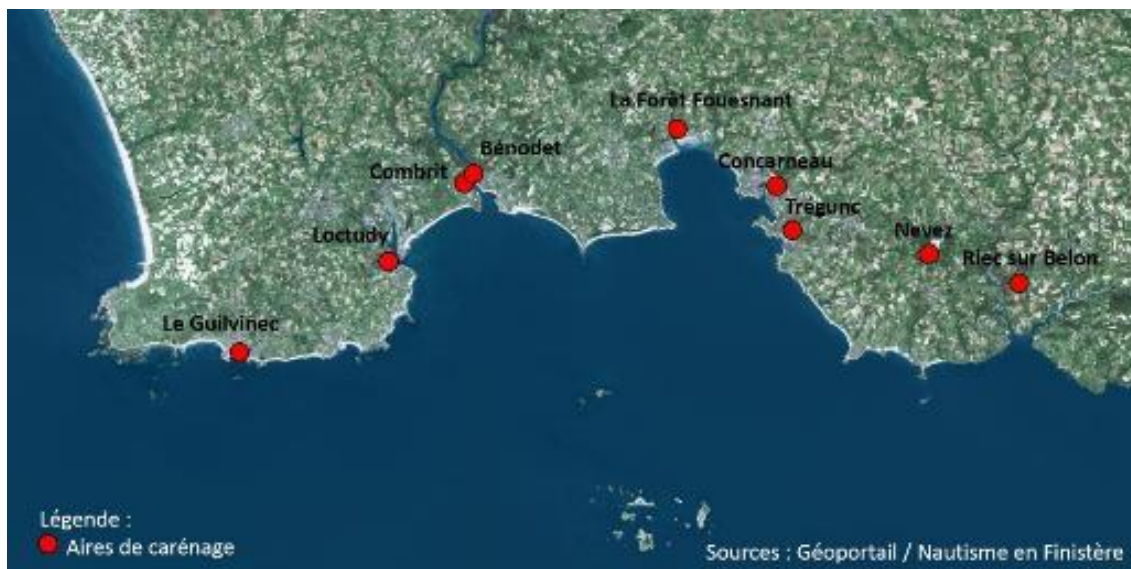 La Forêt Fouesnant
Bénodet
Combrit
Concarneau
Trégunc
Loctudy
Nevez
Riec sur Belon
Le Guilvinec
Légende :
Aires de carénage
Sources : Géoportail / Nautisme en Finistère